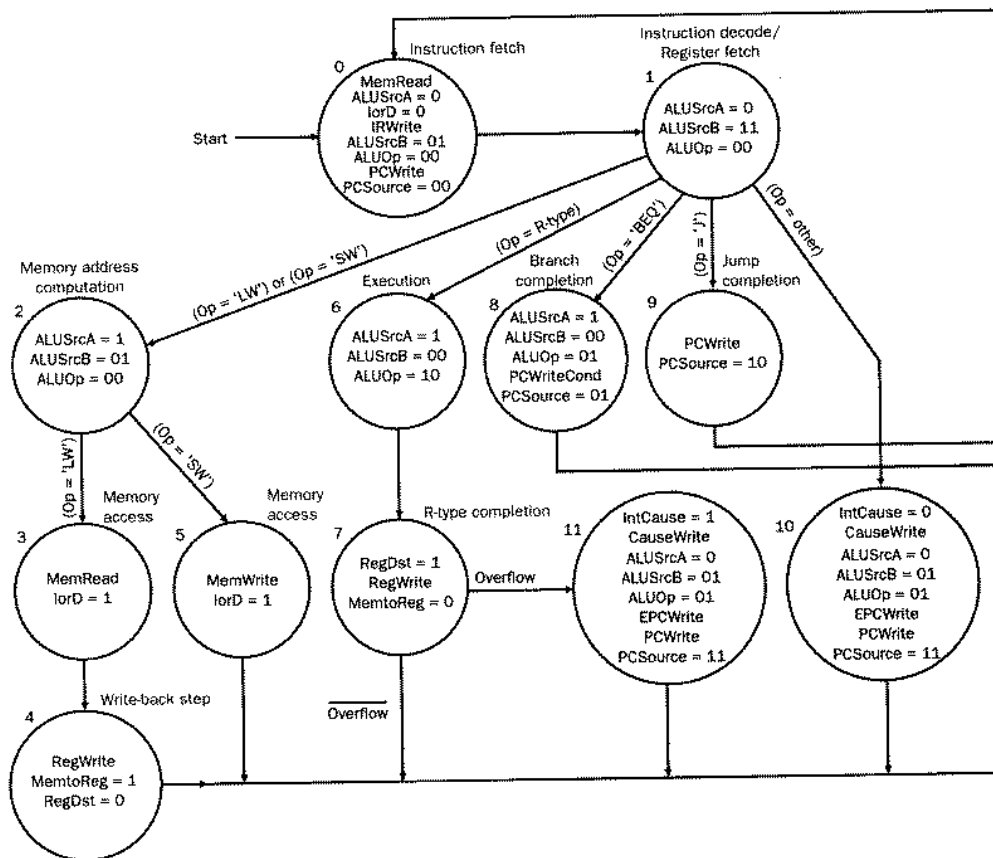 Instruction fetch
0
MemRead
ALUSrcA = 0
IorD = 0
IRWrite
ALUSrcB = 01
ALUOp = 00
PCWrite
PCSource = 00
Start
Instruction decode/
Register fetch
1
ALUSrcA = 0
ALUSrcB = 11
ALUOp = 00
(Op = 'LW') or (Op = 'SW')
(Op = R-type)
(Op = 'BEQ')
(Op = 'J')
(Op = other)
Memory address
computation
2
ALUSrcA = 1
ALUSrcB = 01
ALUOp = 00
Execution
6
ALUSrcA = 1
ALUSrcB = 00
ALUOp = 10
Branch
completion
8
ALUSrcA = 1
ALUSrcB = 00
ALUOp = 01
PCWriteCond
PCSource = 01
Jump
completion
9
PCWrite
PCSource = 10
(Op = 'LW')
(Op = 'SW')
Memory
access
3
MemRead
IorD = 1
Memory
access
5
MemWrite
IorD = 1
R-type completion
7
RegDst = 1
RegWrite
MemtoReg = 0
Overflow
Overflow
11
IntCause = 1
CauseWrite
ALUSrcA = 0
ALUSrcB = 01
ALUOp = 01
EPCWrite
PCWrite
PCSource = 11
10
IntCause = 0
CauseWrite
ALUSrcA = 0
ALUSrcB = 01
ALUOp = 01
EPCWrite
PCWrite
PCSource = 11
Write-back step
4
RegWrite
MemtoReg = 1
RegDst = 0